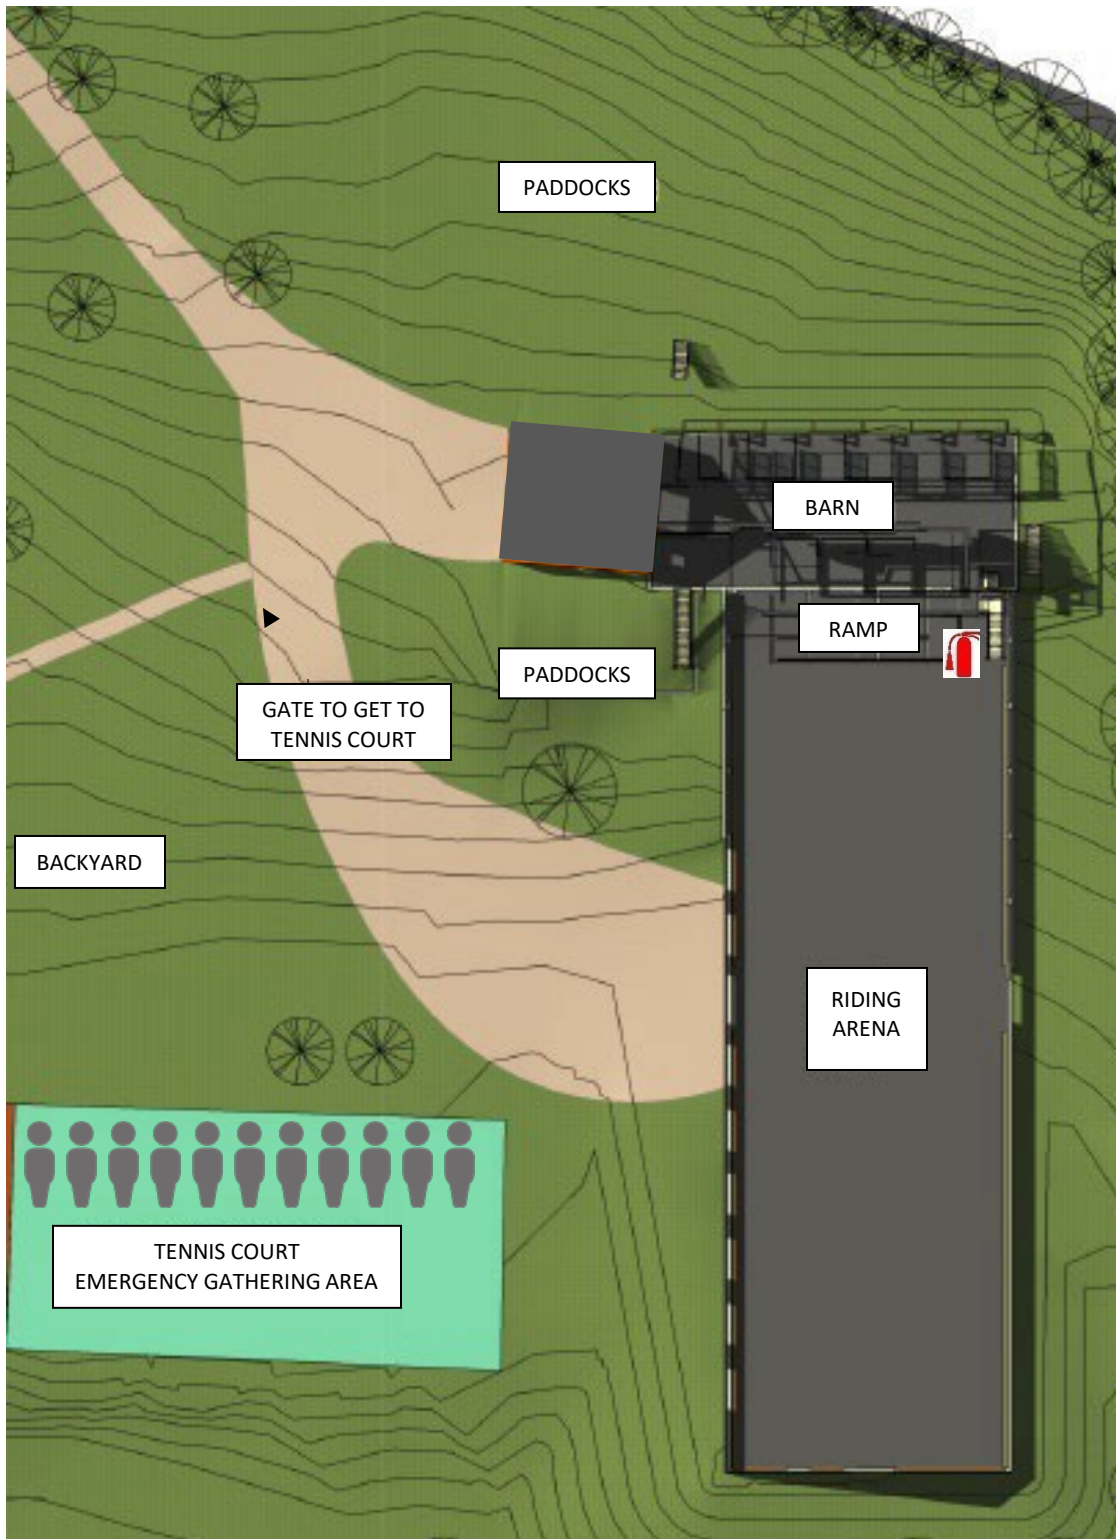 PADDOCKS
BARN
RAMP
PADDOCKS
GATE TO GET TO
TENNIS COURT
BACKYARD
RIDING
ARENA
TENNIS COURT
EMERGENCY GATHERING AREA